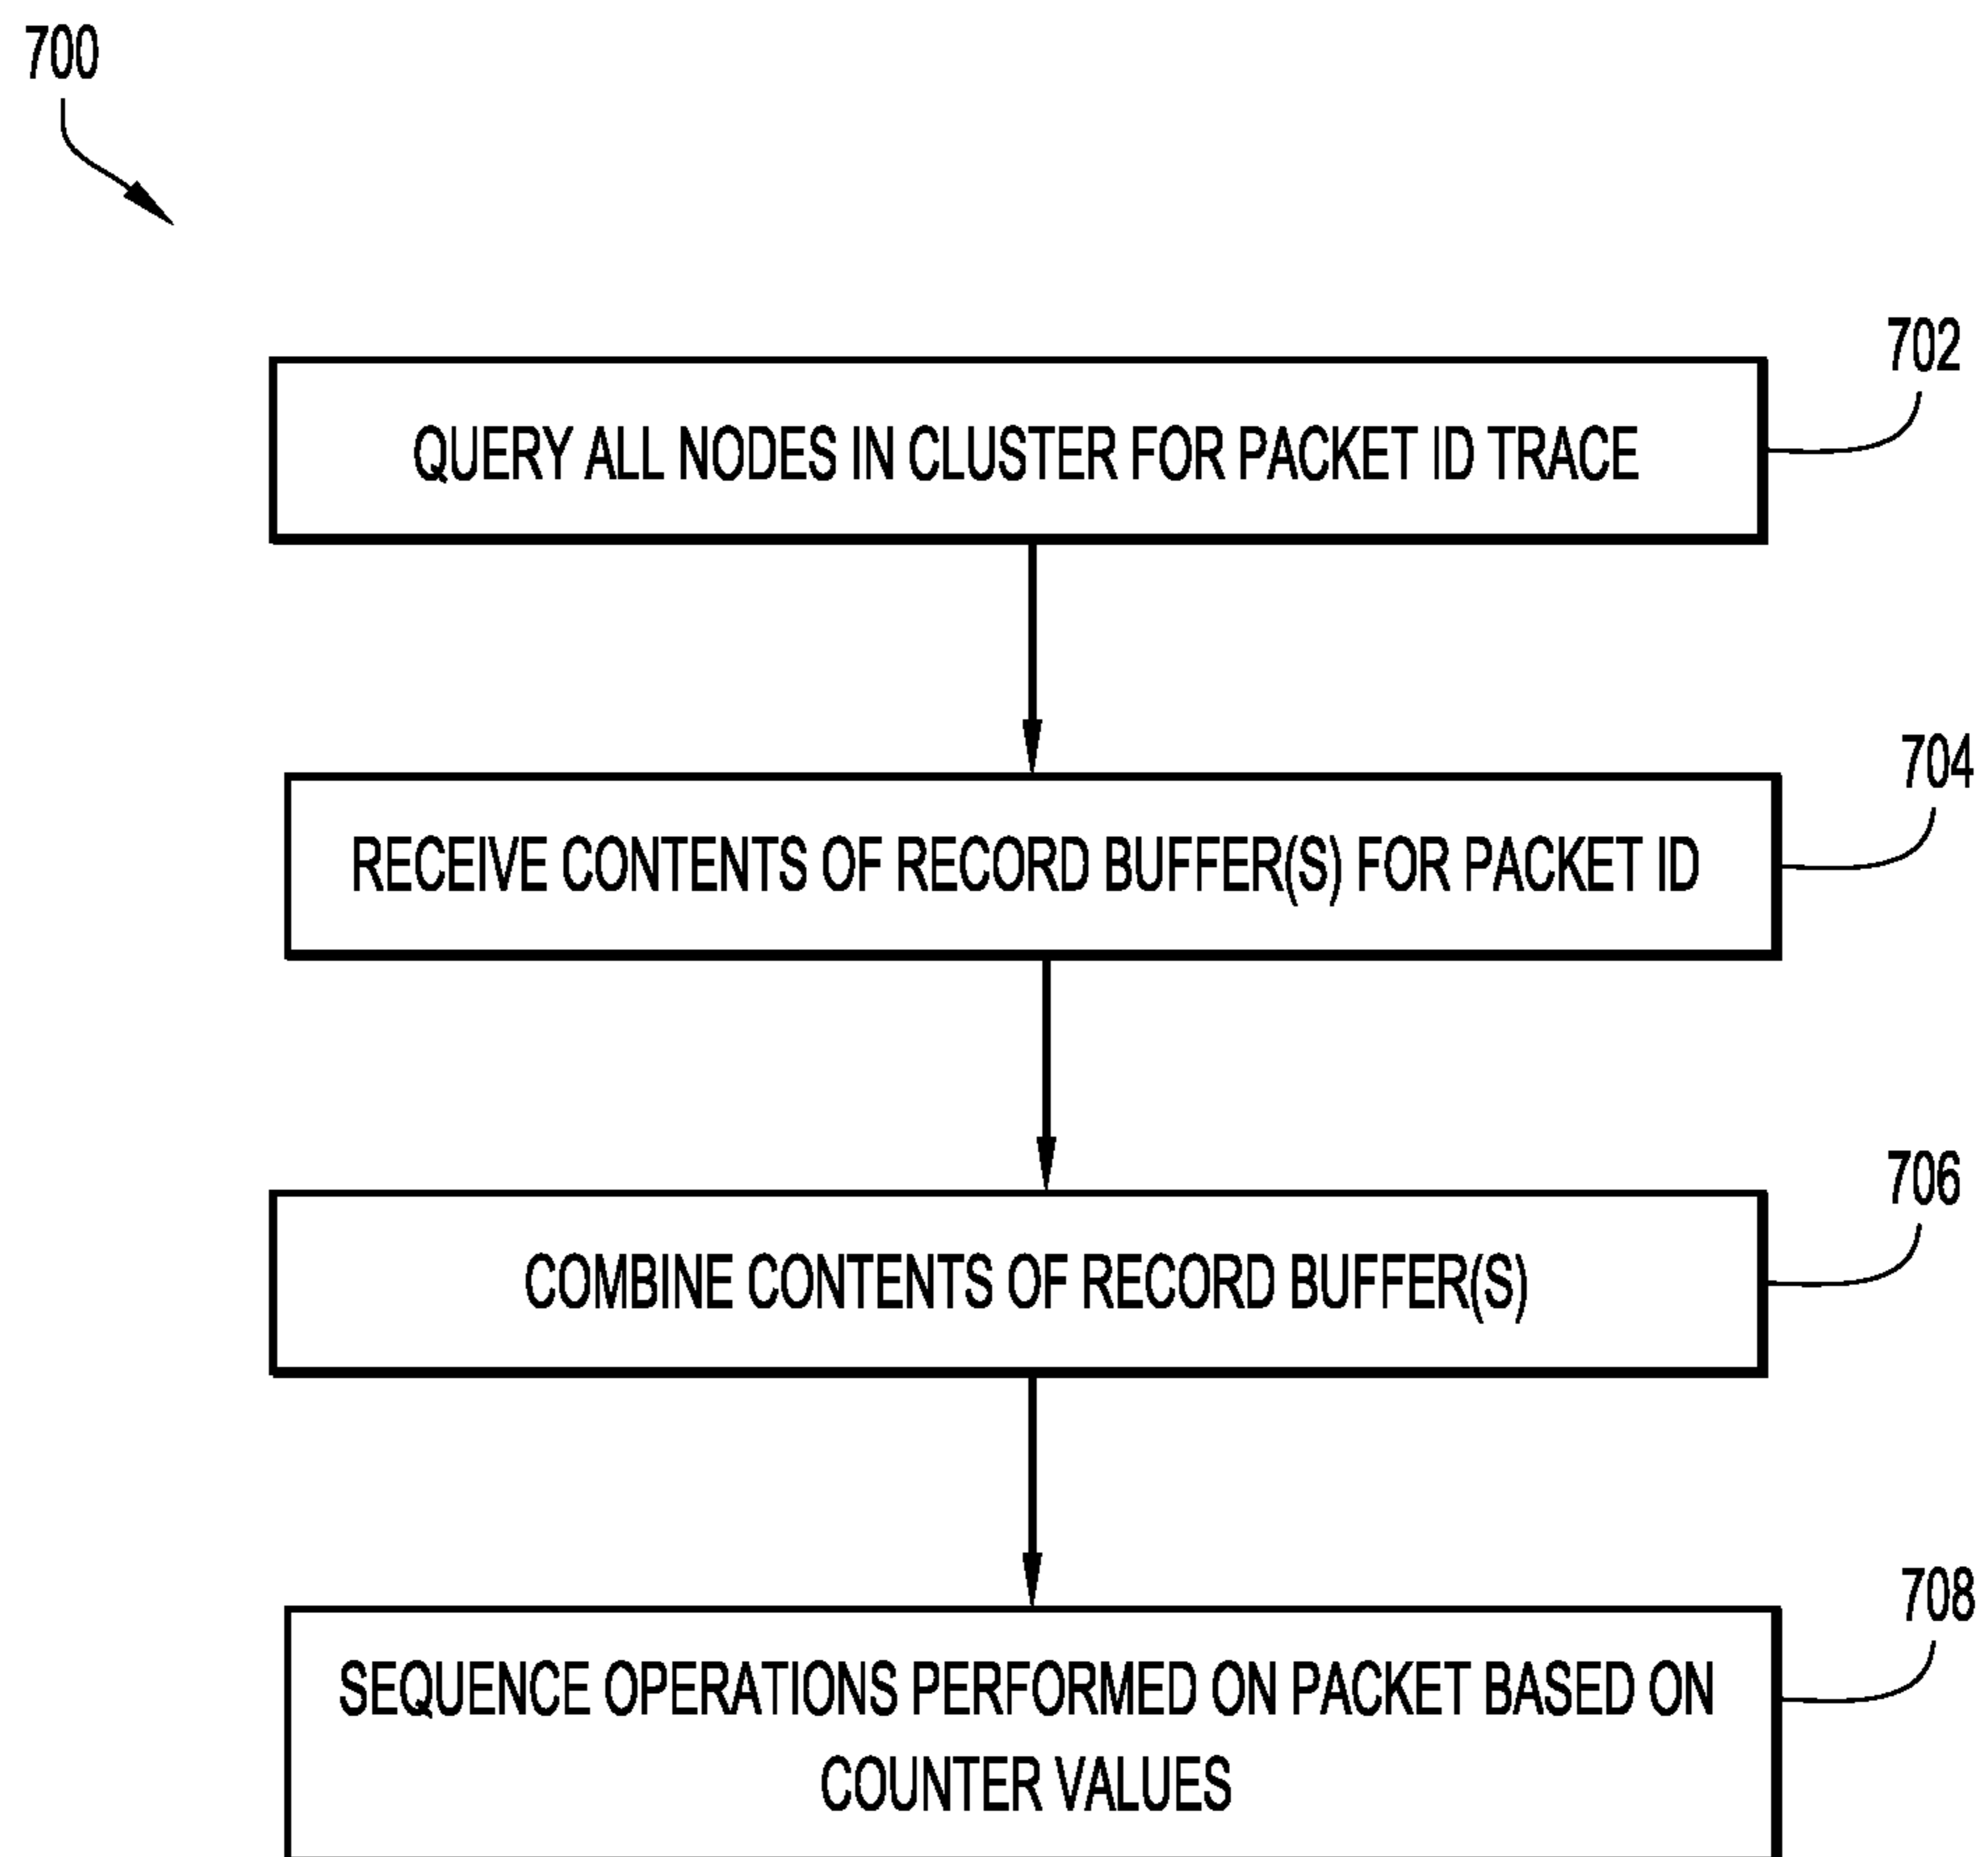 700
702
QUERY ALL NODES IN CLUSTER FOR PACKET ID TRACE
704
RECEIVE CONTENTS OF RECORD BUFFER(S) FOR PACKET ID
706
COMBINE CONTENTS OF RECORD BUFFER(S)
708
SEQUENCE OPERATIONS PERFORMED ON PACKET BASED ON
COUNTER VALUES